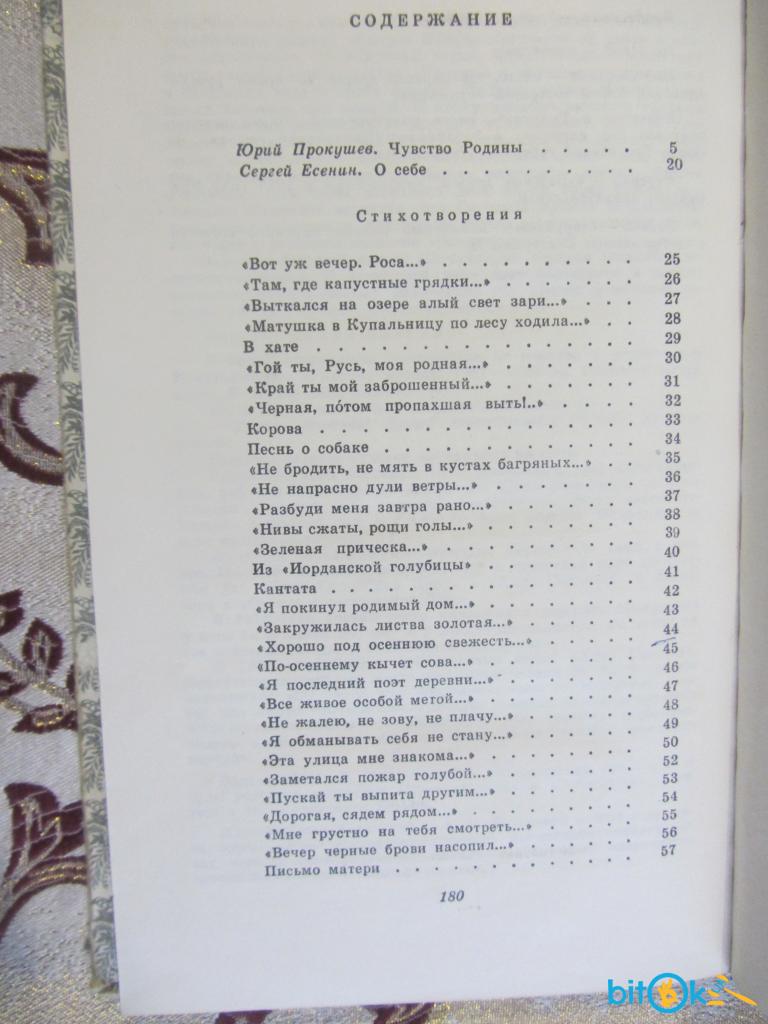 СОДЕРЖАНИЕ
Юрий Прокушев. Чувство Родины . . . . . 5
Сергей Есенин. О себе . . . . . . . . . . 20
Стихотворения
«Вот уж вечер. Роса...» . . . . . . . . . . 25
«Там, где капустные грядки...» . . . . . . . 26
«Выткался на озере алый свет зари...» . . . 27
«Матушка в Купальницу по лесу ходила...» . . 28
В хате . . . . . . . . . . . . . . . . 29
«Гой ты, Русь, моя родная...» . . . . . . . 30
«Край ты мой заброшенный...» . . . . . . . 31
«Черная, по́том пропахшая выть!..» . . . . 32
Корова . . . . . . . . . . . . . . . . 33
Песнь о собаке . . . . . . . . . . . . 34
«Не бродить, не мять в кустах багряных...» . . 35
«Не напрасно дули ветры...» . . . . . . . 36
«Разбуди меня завтра рано...» . . . . . . . 37
«Нивы сжаты, рощи голы...» . . . . . . . . 38
«Зеленая прическа...» . . . . . . . . . . 39
Из «Иорданской голубицы» . . . . . . . . 40
Кантата . . . . . . . . . . . . . . . 41
«Я покинул родимый дом...» . . . . . . . . 42
«Закружилась листва золотая...» . . . . . . 43
«Хорошо под осеннюю свежесть...» . . . . . 44
«По-осеннему кычет сова...» . . . . . . . . 45
«Я последний поэт деревни...» . . . . . . . 46
«Все живое особой метой...» . . . . . . . . 47
«Не жалею, не зову, не плачу...» . . . . . . 48
«Я обманывать себя не стану...» . . . . . . 49
«Эта улица мне знакома...» . . . . . . . . 50
«Заметался пожар голубой...» . . . . . . . 52
«Пускай ты выпита другим...» . . . . . . . 53
«Дорогая, сядем рядом...» . . . . . . . . 54
«Мне грустно на тебя смотреть...» . . . . . 55
«Вечер черные брови насопил...» . . . . . . 56
Письмо матери . . . . . . . . . . . . 57
180
bitOk